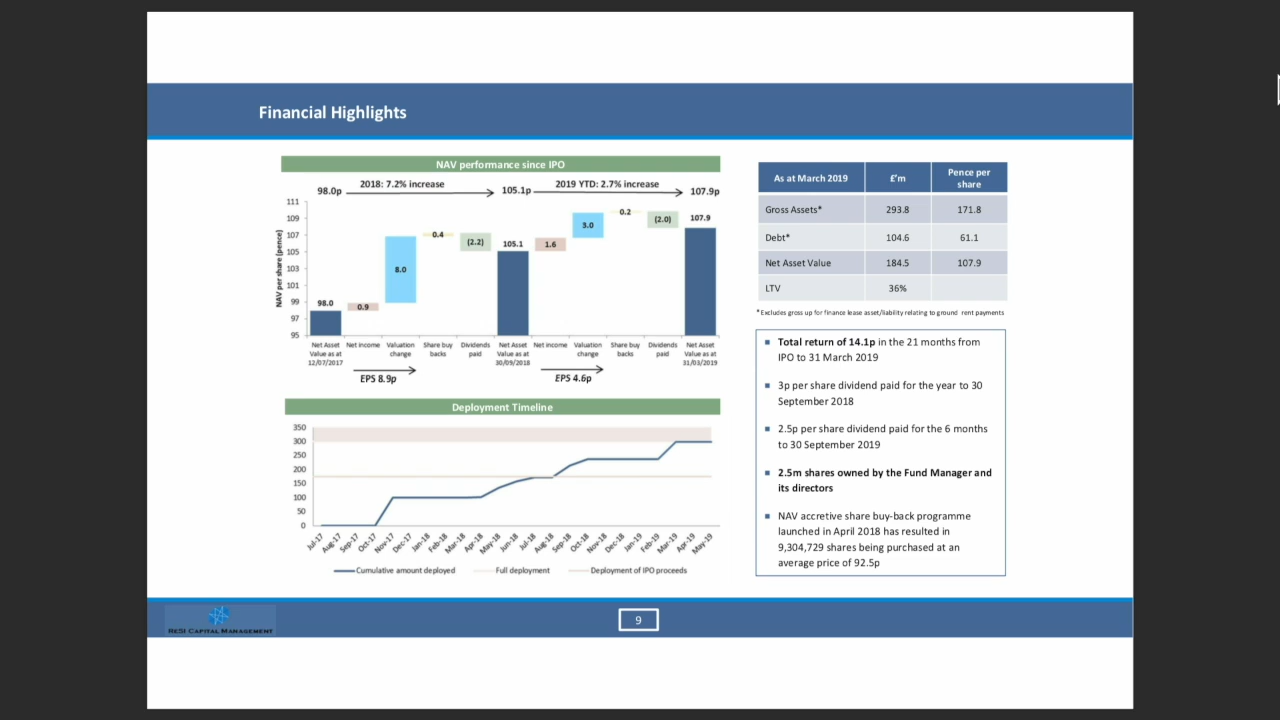 Financial Highlights
NAV performance since IPO
98.0p
2018: 7.2% increase
105.1p
2019 YTD: 2.7% increase
107.9p
NAV per share (pence)
111
109
107
105
103
101
99
97
95
98.0
0.9
8.0
0.4
(2.2)
105.1
1.6
3.0
0.2
(2.0)
107.9
Net Asset Value as at 12/07/2017
Net income
Valuation change
Share buy backs
Dividends paid
Net Asset Value as at 30/09/2018
Net income
Valuation change
Share buy backs
Dividends paid
Net Asset Value as at 31/03/2019
EPS 8.9p
EPS 4.6p
Deployment Timeline
350
300
250
200
150
100
50
0
Jul-17 Aug-17 Sep-17 Oct-17 Nov-17 Dec-17 Jan-18 Feb-18 Mar-18 Apr-18 May-18 Jun-18 Jul-18 Aug-18 Sep-18 Oct-18 Nov-18 Dec-18 Jan-19 Feb-19 Mar-19 Apr-19 May-19
Cumulative amount deployed
Full deployment
Deployment of IPO proceeds
As at March 2019 £'m Pence per share
Gross Assets* 293.8 171.8
Debt* 104.6 61.1
Net Asset Value 184.5 107.9
LTV 36%
*Excludes gross up for finance lease asset/liability relating to ground rent payments
Total return of 14.1p in the 21 months from
IPO to 31 March 2019
3p per share dividend paid for the year to 30
September 2018
2.5p per share dividend paid for the 6 months
to 30 September 2019
2.5m shares owned by the Fund Manager and
its directors
NAV accretive share buy-back programme
launched in April 2018 has resulted in
9,304,729 shares being purchased at an
average price of 92.5p
RESI CAPITAL MANAGEMENT
9